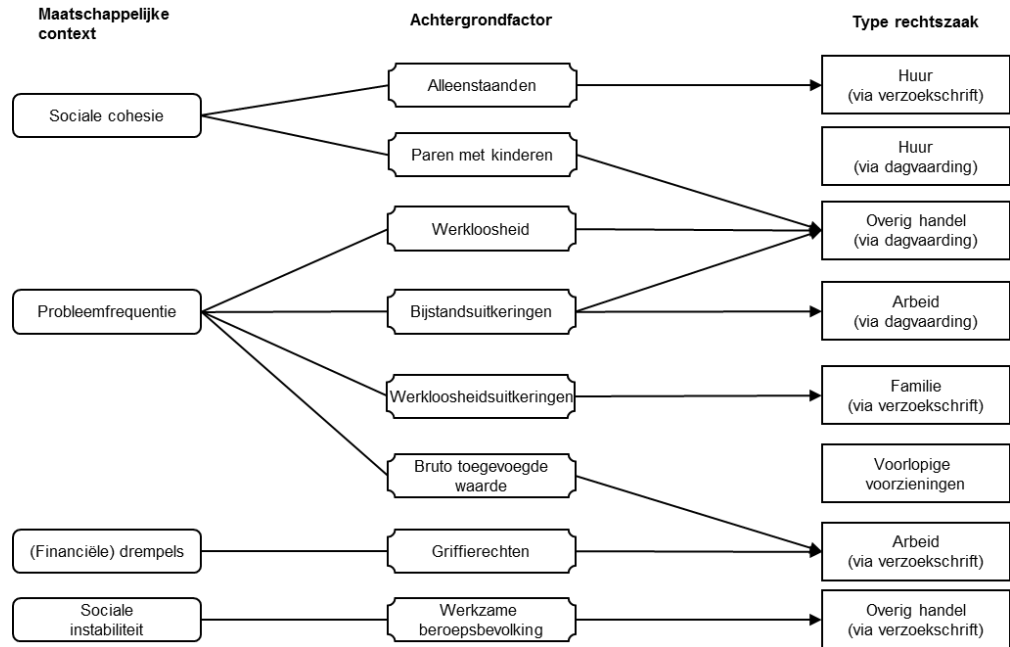 Maatschappelijke
context
Achtergrondfactor
Type rechtszaak
Sociale cohesie
Probleemfrequentie
(Financiële) drempels
Sociale
instabiliteit
Alleenstaanden
Paren met kinderen
Werkloosheid
Bijstandsuitkeringen
Werkloosheidsuitkeringen
Bruto toegevoegde
waarde
Griffierechten
Werkzame
beroepsbevolking
Huur
(via verzoekschrift)
Huur
(via dagvaarding)
Overig handel
(via dagvaarding)
Arbeid
(via dagvaarding)
Familie
(via verzoekschrift)
Voorlopige
voorzieningen
Arbeid
(via verzoekschrift)
Overig handel
(via verzoekschrift)